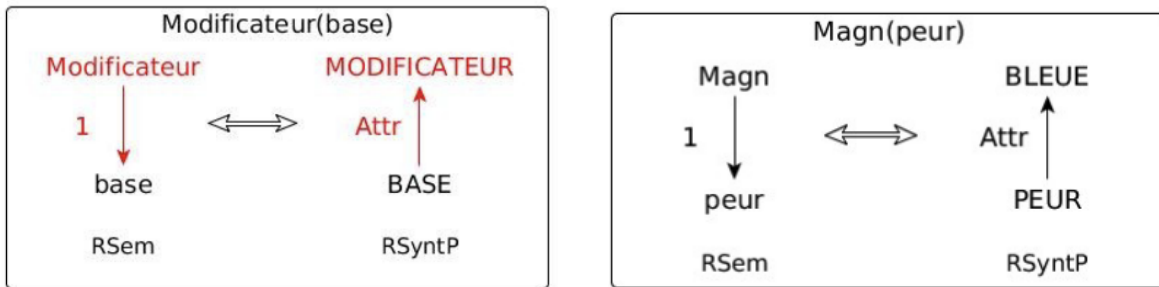 Modificateur(base)
Modificateur MODIFICATEUR
1 Attr
base BASE
RSem RSyntP
Magn(peur)
Magn BLEUE
1 Attr
peur PEUR
RSem RSyntP